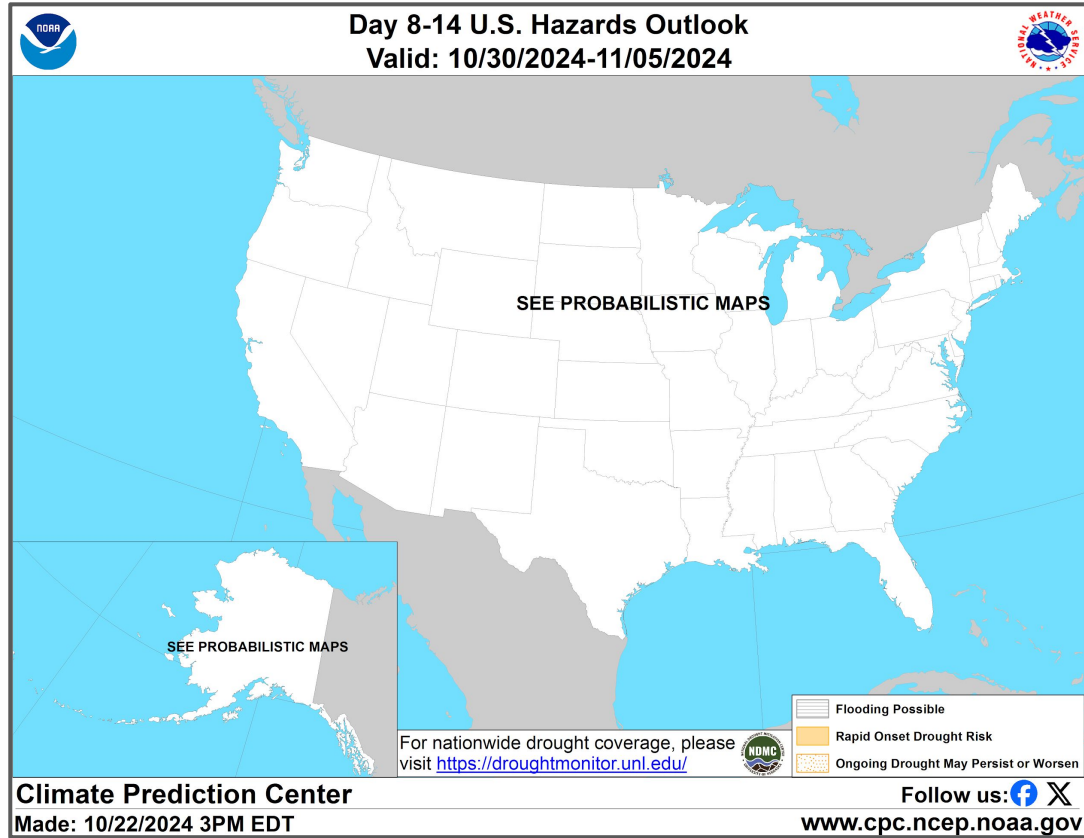 NOAA
Day 8-14 U.S. Hazards Outlook
Valid: 10/30/2024-11/05/2024
NATIONAL WEATHER SERVICE
SEE PROBABILISTIC MAPS
SEE PROBABILISTIC MAPS
Flooding Possible
Rapid Onset Drought Risk
Ongoing Drought May Persist or Worsen
For nationwide drought coverage, please
visit https://droughtmonitor.unl.edu/
NDMC
Climate Prediction Center
Made: 10/22/2024 3PM EDT
Follow us:
www.cpc.ncep.noaa.gov